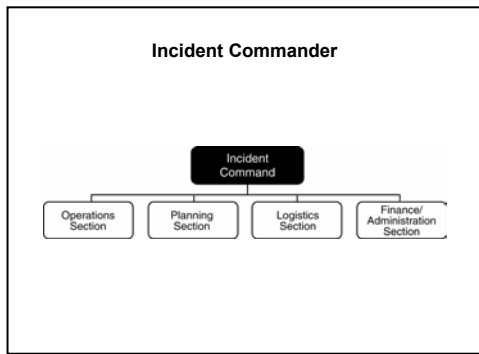 Incident Commander
Incident
Command
Operations
Section
Planning
Section
Logistics
Section
Finance/
Administration
Section